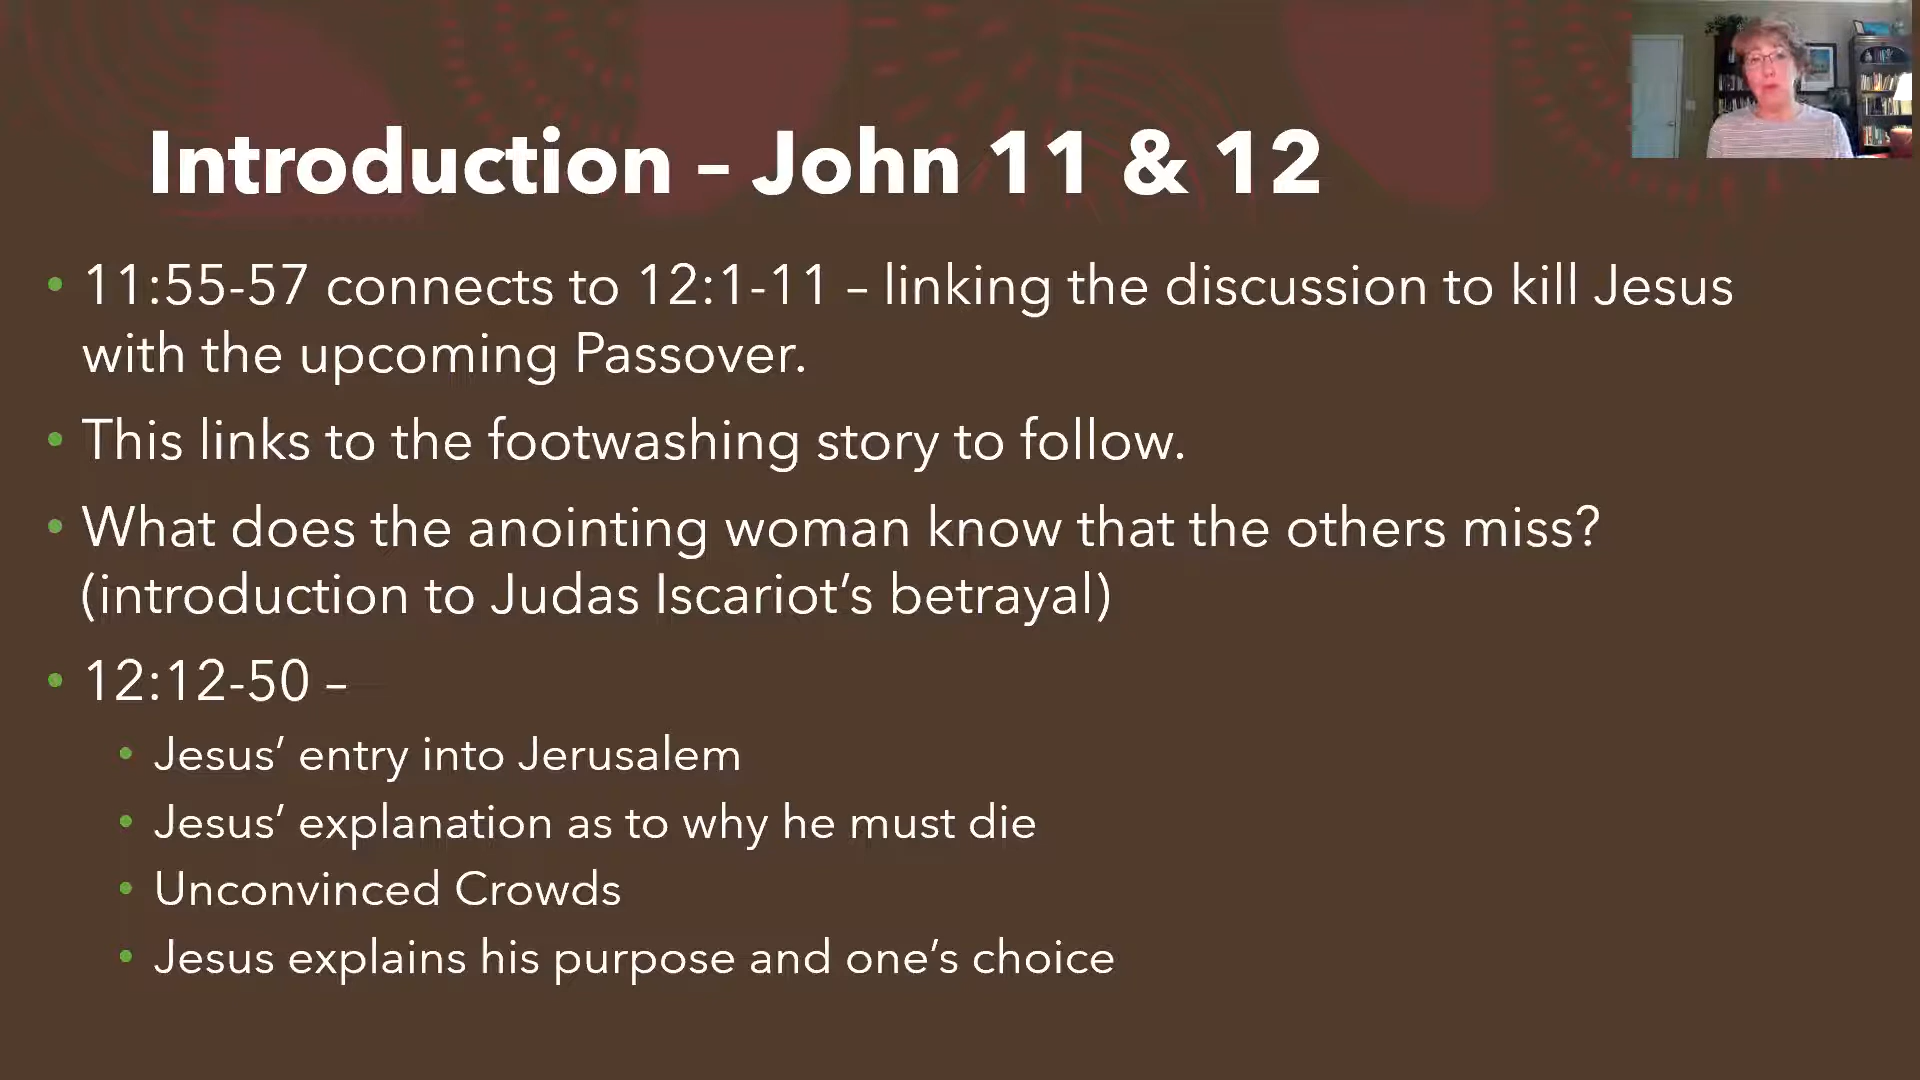 Introduction – John 11 & 12
• 11:55-57 connects to 12:1-11 – linking the discussion to kill Jesus
with the upcoming Passover.
• This links to the footwashing story to follow.
• What does the anointing woman know that the others miss?
(introduction to Judas Iscariot’s betrayal)
• 12:12-50 –
• Jesus’ entry into Jerusalem
• Jesus’ explanation as to why he must die
• Unconvinced Crowds
• Jesus explains his purpose and one’s choice